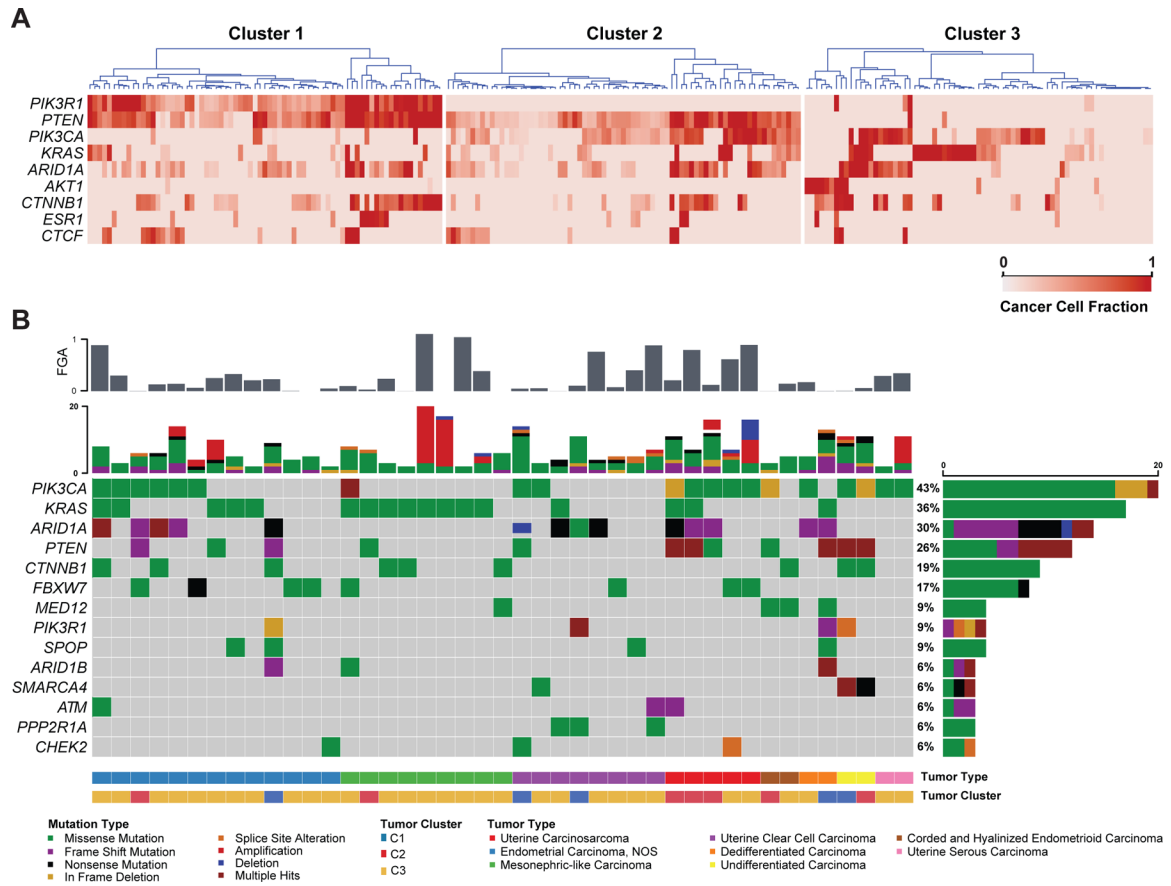 A
Cluster 1
Cluster 2
Cluster 3
PIK3R1
PTEN
PIK3CA
KRAS
ARID1A
AKT1
CTNNB1
ESR1
CTCF
0
1
Cancer Cell Fraction
B
FGA
1
0
20
0
0
20
PIK3CA 43%
KRAS 36%
ARID1A 30%
PTEN 26%
CTNNB1 19%
FBXW7 17%
MED12 9%
PIK3R1 9%
SPOP 9%
ARID1B 6%
SMARCA4 6%
ATM 6%
PPP2R1A 6%
CHEK2 6%
Tumor Type
Tumor Cluster
Mutation Type
Missense Mutation
Frame Shift Mutation
Nonsense Mutation
In Frame Deletion
Splice Site Alteration
Amplification
Deletion
Multiple Hits
Tumor Cluster
C1
C2
C3
Tumor Type
Uterine Carcinosarcoma
Endometrial Carcinoma, NOS
Mesonephric-like Carcinoma
Uterine Clear Cell Carcinoma
Dedifferentiated Carcinoma
Undifferentiated Carcinoma
Corded and Hyalinized Endometrioid Carcinoma
Uterine Serous Carcinoma